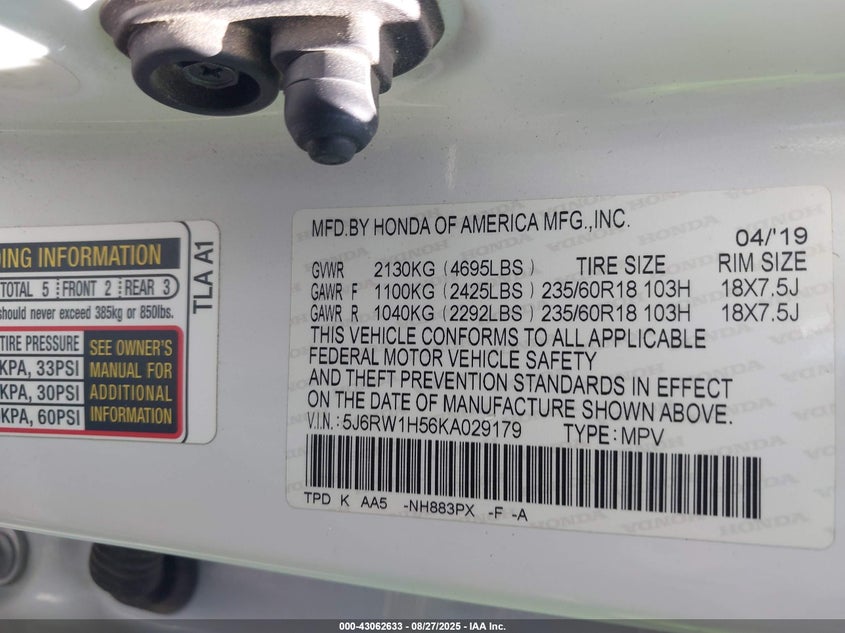 DING INFORMATION
TOTAL 5 FRONT 2 REAR 3
should never exceed 385kg or 850lbs.
TIRE PRESSURE
KPA, 33PSI
KPA, 30PSI
KPA, 60PSI
SEE OWNER'S
MANUAL FOR
ADDITIONAL
INFORMATION
TLA A1
MFD.BY HONDA OF AMERICA MFG.,INC.
04/'19
GVWR 2130KG (4695LBS) TIRE SIZE RIM SIZE
GAWR F 1100KG (2425LBS) 235/60R18 103H 18X7.5J
GAWR R 1040KG (2292LBS) 235/60R18 103H 18X7.5J
THIS VEHICLE CONFORMS TO ALL APPLICABLE
FEDERAL MOTOR VEHICLE SAFETY
AND THEFT PREVENTION STANDARDS IN EFFECT
ON THE DATE OF MANUFACTURE SHOWN ABOVE.
V.I.N.: 5J6RW1H56KA029179 TYPE: MPV
TPD K AA5 -NH883PX -F -A
000-43062633 - 08/27/2025 - IAA Inc.